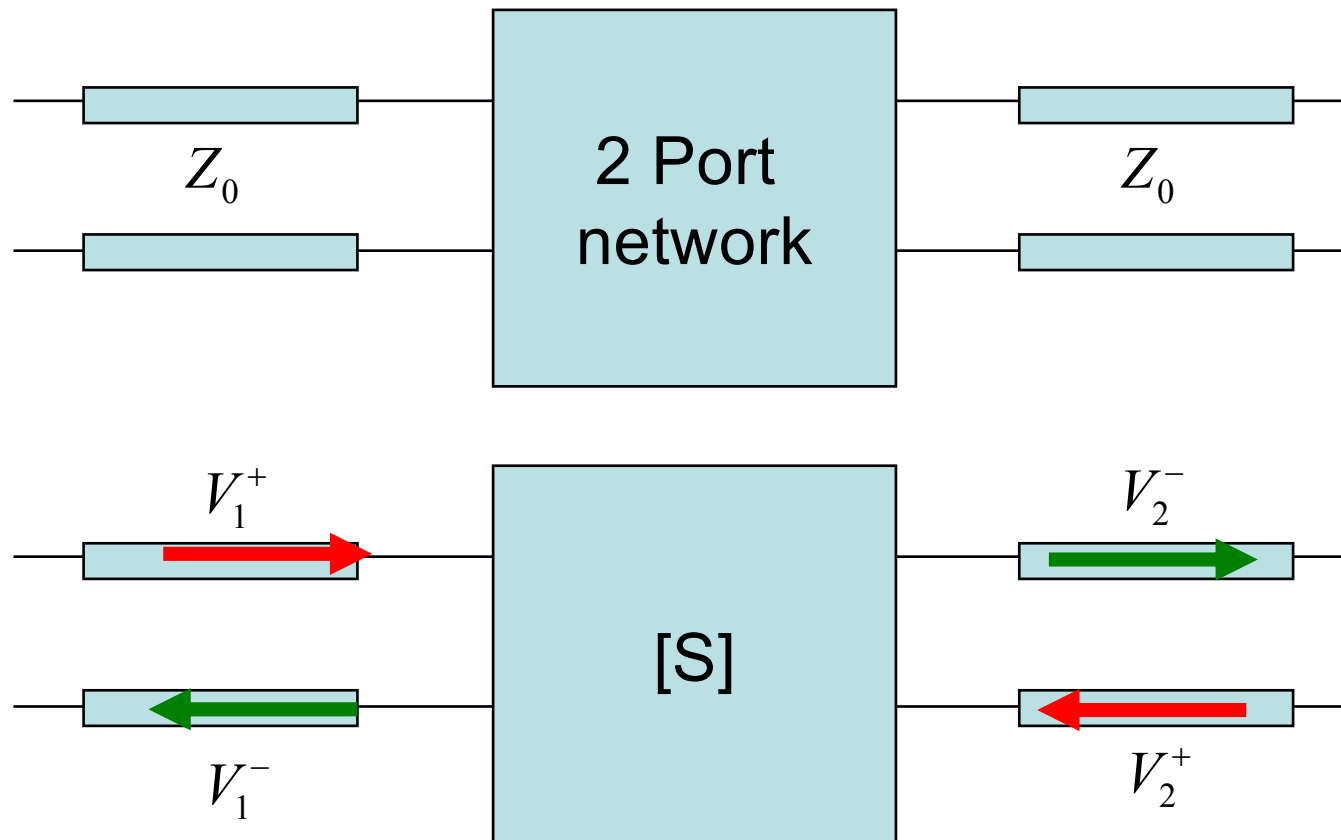 2 Port
network
Z₀
Z₀
V₁⁺
V₂⁻
[S]
V₁⁻
V₂⁺